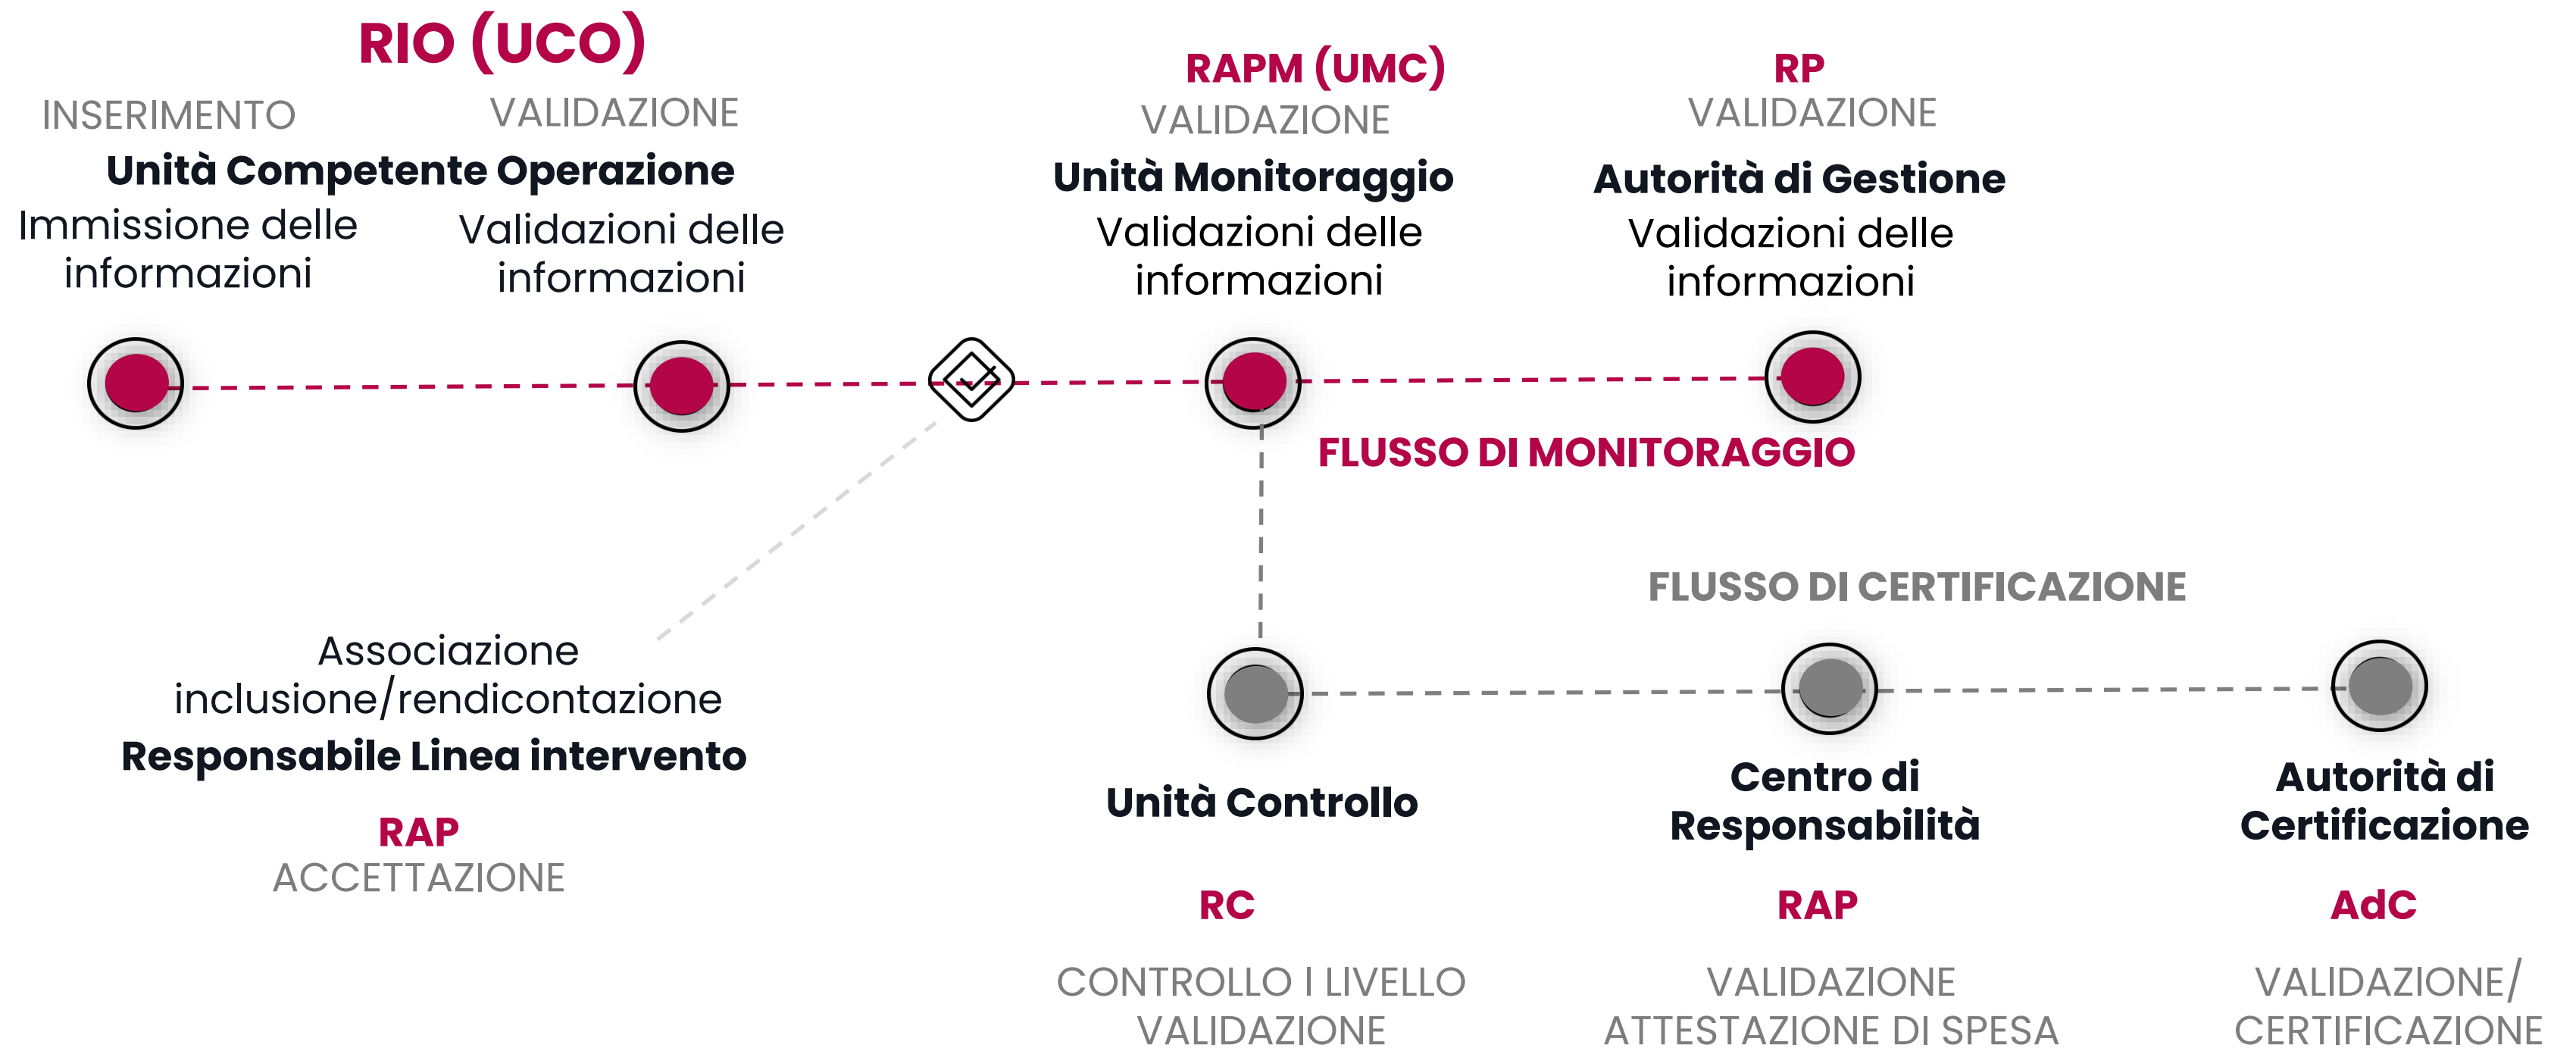 RIO (UCO)
INSERIMENTO
VALIDAZIONE
Unità Competente Operazione
Immissione delle
informazioni
Validazioni delle
informazioni
RAPM (UMC)
VALIDAZIONE
Unità Monitoraggio
Validazioni delle
informazioni
RP
VALIDAZIONE
Autorità di Gestione
Validazioni delle
informazioni
FLUSSO DI MONITORAGGIO
FLUSSO DI CERTIFICAZIONE
Associazione
inclusione/rendicontazione
Responsabile Linea intervento
RAP
ACCETTAZIONE
Unità Controllo
RC
CONTROLLO I LIVELLO
VALIDAZIONE
Centro di
Responsabilità
RAP
VALIDAZIONE
ATTESTAZIONE DI SPESA
Autorità di
Certificazione
AdC
VALIDAZIONE/
CERTIFICAZIONE